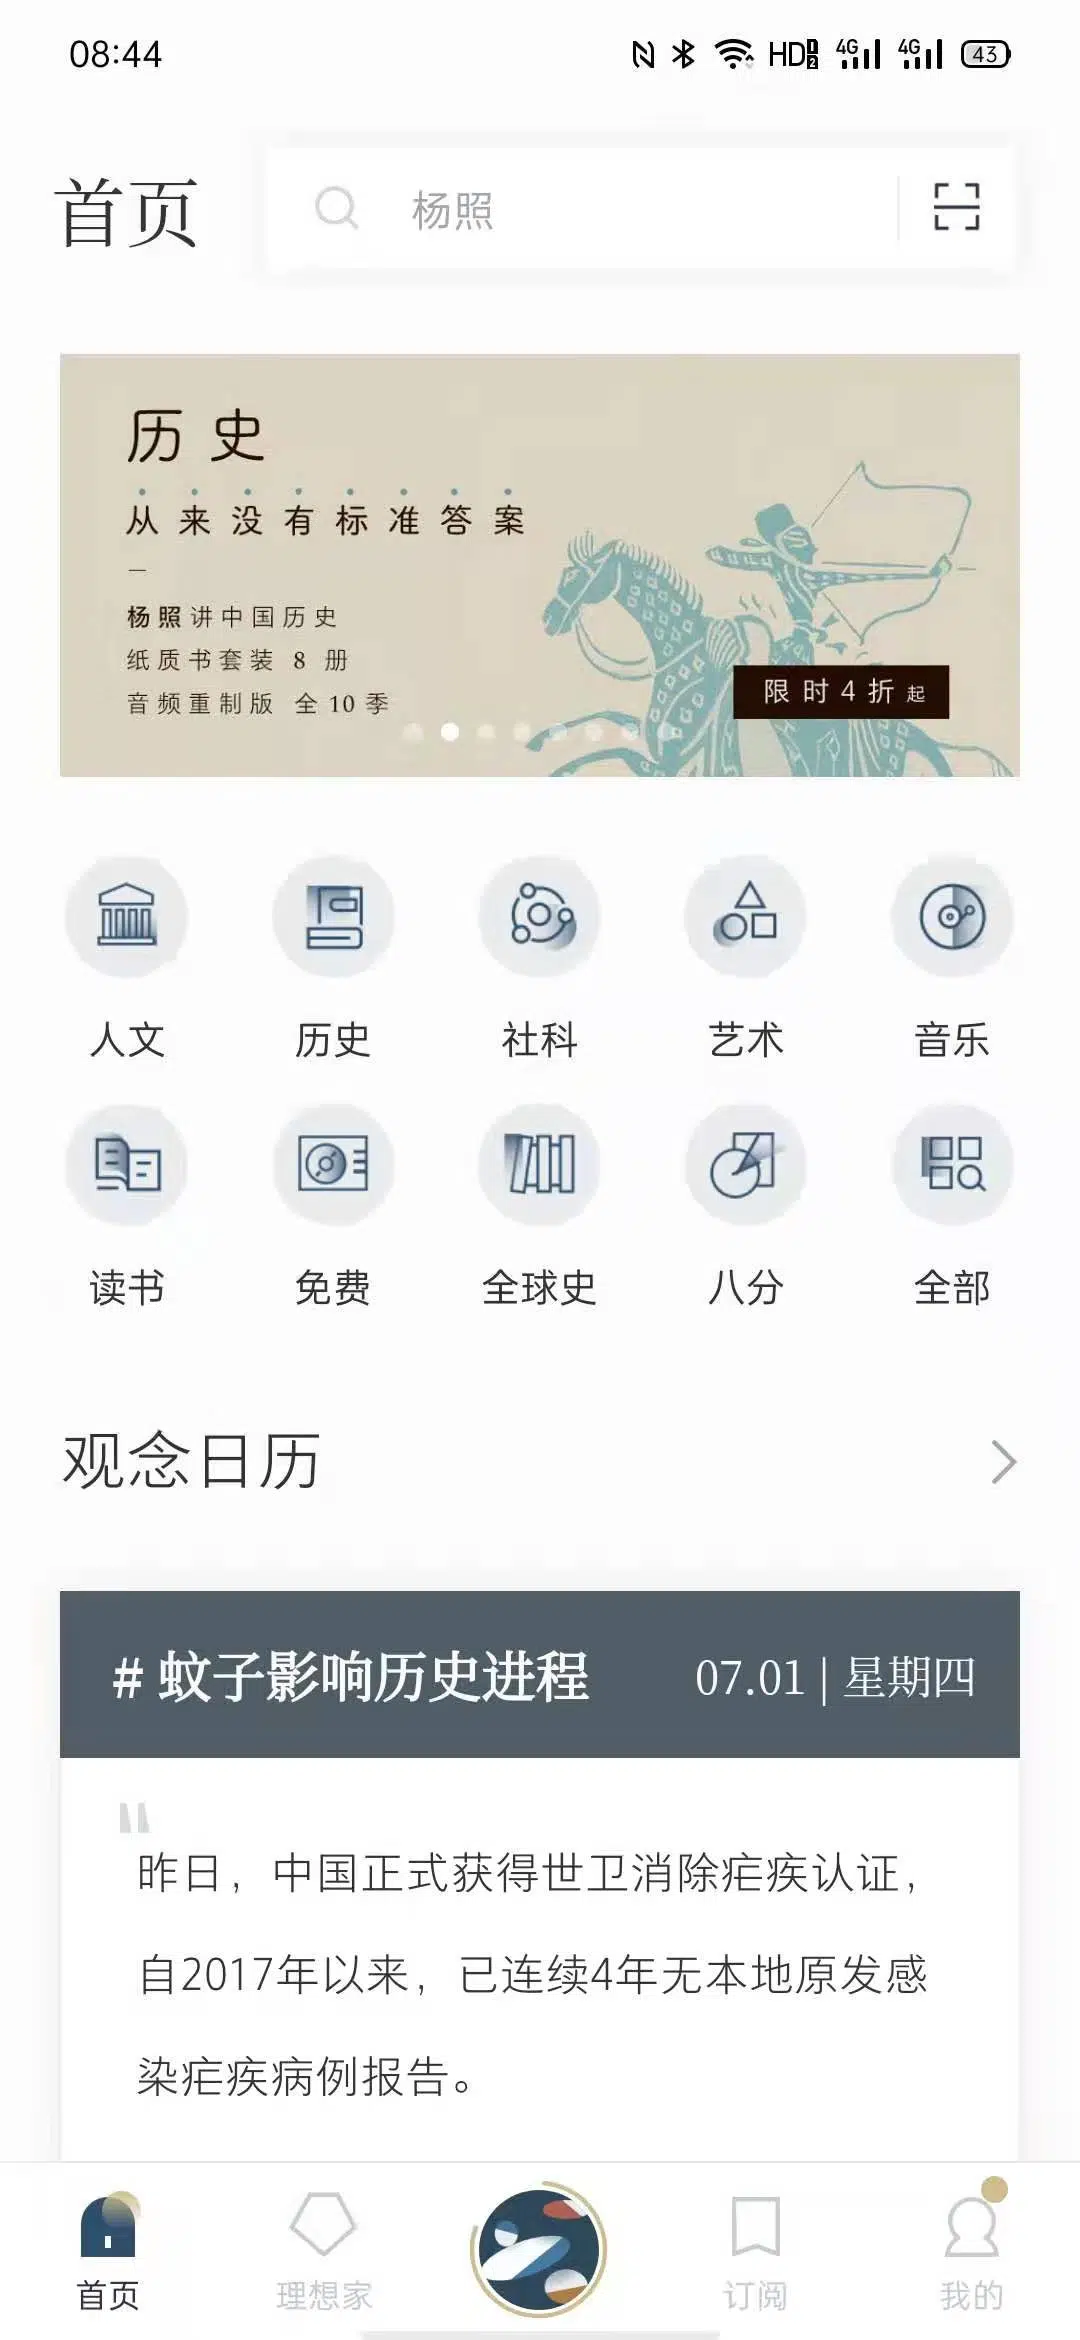 08:44
HD 4G 4G 43
首页
杨照
历史
从来没有标准答案
杨照讲中国历史
纸质书套装 8 册
音频重制版 全10季
限时4折起
人文 历史 社科 艺术 音乐
读书 免费 全球史 八分 全部
观念日历
# 蚊子影响历史进程 07.01 | 星期四
昨日，中国正式获得世卫消除疟疾认证，
自2017年以来，已连续4年无本地原发感
染疟疾病例报告。
首页 理想家 订阅 我的